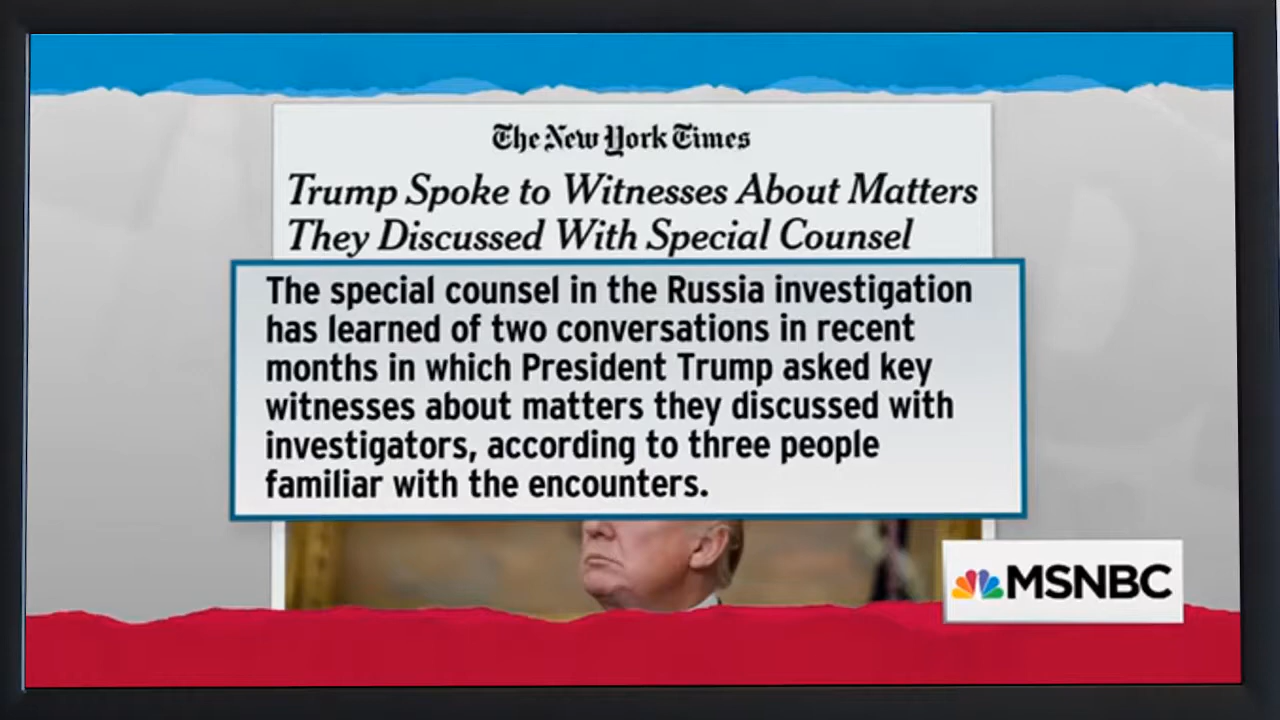 The New York Times
Trump Spoke to Witnesses About Matters
They Discussed With Special Counsel
The special counsel in the Russia investigation
has learned of two conversations in recent
months in which President Trump asked key
witnesses about matters they discussed with
investigators, according to three people
familiar with the encounters.
MSNBC